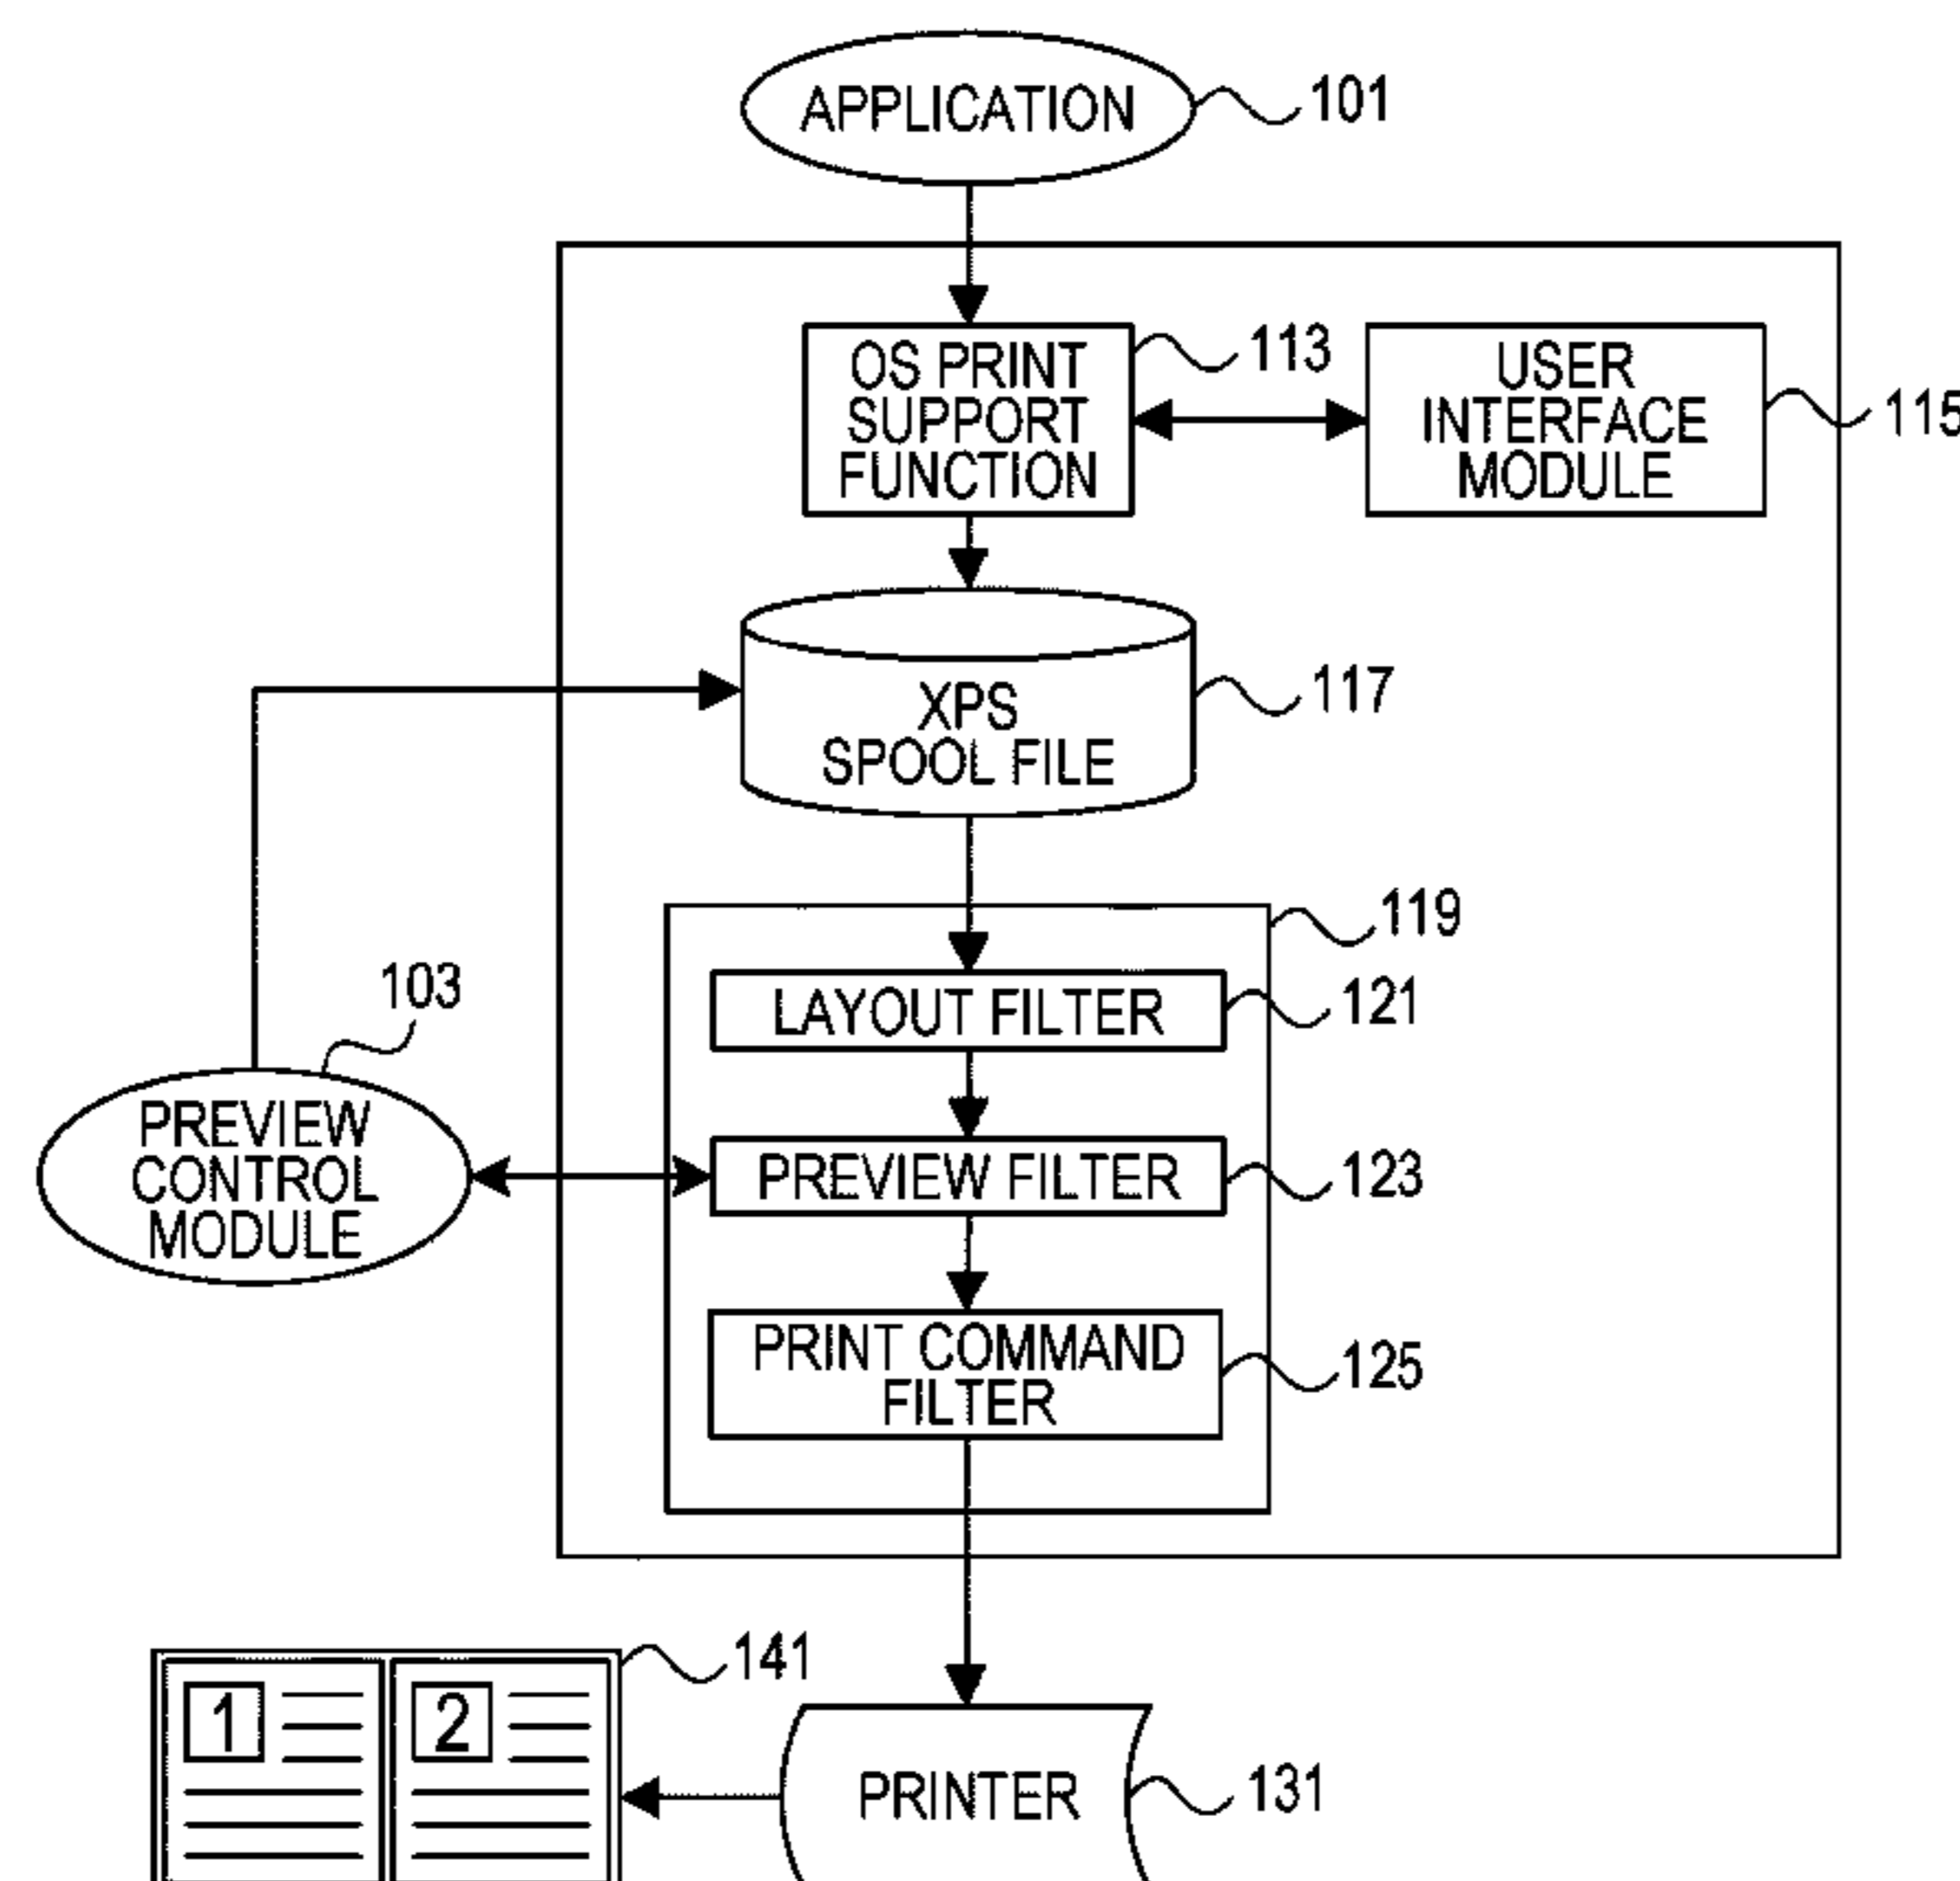 APPLICATION
101
OS PRINT
SUPPORT
FUNCTION
113
USER
INTERFACE
MODULE
115
XPS
SPOOL FILE
117
119
LAYOUT FILTER
121
103
PREVIEW
CONTROL
MODULE
PREVIEW FILTER
123
PRINT COMMAND
FILTER
125
141
1
2
PRINTER
131